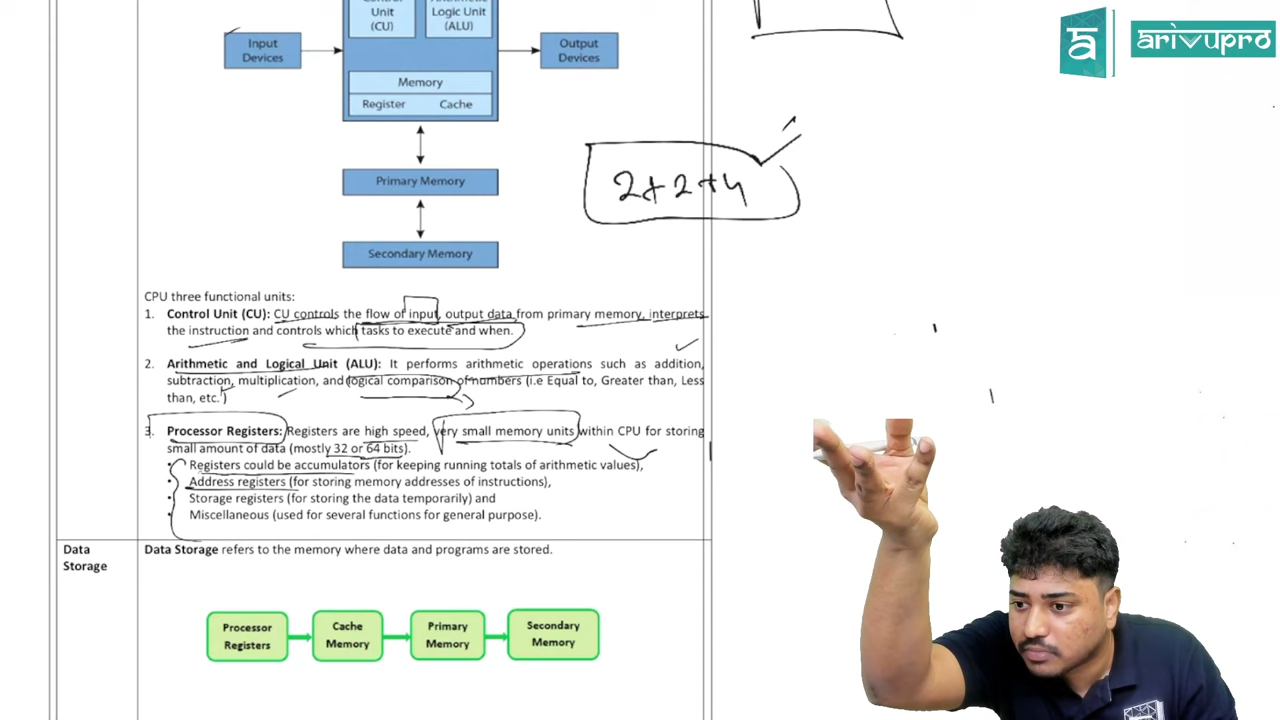 Control
Unit
(CU)
Arithmetic
Logic Unit
(ALU)
Input
Devices
Output
Devices
Memory
Register Cache
Primary Memory
Secondary Memory
2+2+4
arivupro
CPU three functional units:
1. Control Unit (CU): CU controls the flow of input, output data from primary memory, interprets
the instruction and controls which tasks to execute and when.
2. Arithmetic and Logical Unit (ALU): It performs arithmetic operations such as addition,
subtraction, multiplication, and logical comparison of numbers (i.e Equal to, Greater than, Less
than, etc.)
3. Processor Registers: Registers are high speed, very small memory units within CPU for storing
small amount of data (mostly 32 or 64 bits).
• Registers could be accumulators (for keeping running totals of arithmetic values),
• Address registers (for storing memory addresses of instructions),
• Storage registers (for storing the data temporarily) and
• Miscellaneous (used for several functions for general purpose).
Data
Storage
Data Storage refers to the memory where data and programs are stored.
Processor
Registers
Cache
Memory
Primary
Memory
Secondary
Memory